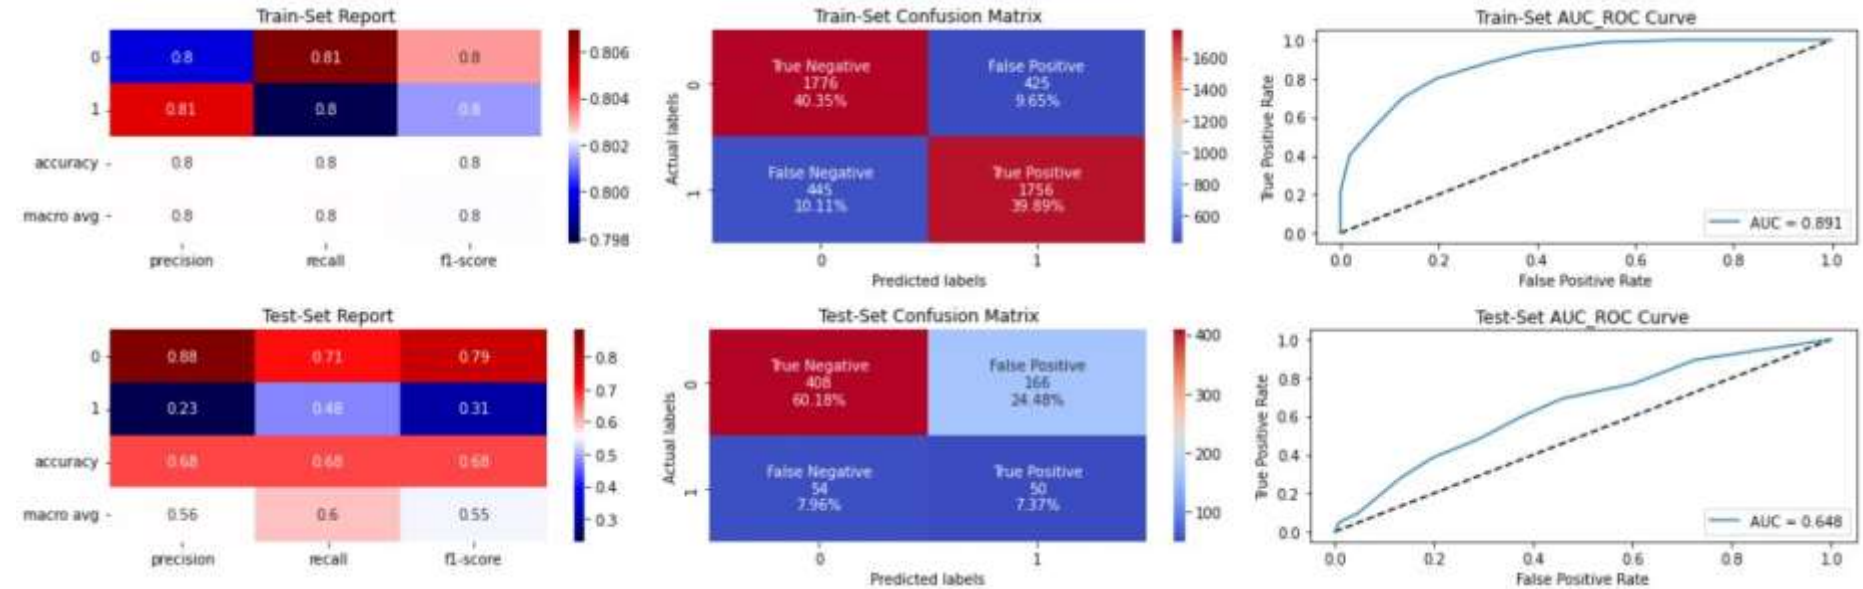 Train-Set Report
0
0.8
0.81
0.8
1
0.81
0.8
0.8
accuracy
0.8
0.8
0.8
macro avg
0.8
0.8
0.8
precision
recall
f1-score
0.806
0.804
0.802
0.800
0.798
Train-Set Confusion Matrix
Actual labels
0
1
True Negative
1776
40.35%
False Positive
425
9.65%
False Negative
445
10.11%
True Positive
1756
39.89%
0
1
Predicted labels
1600
1400
1200
1000
800
600
Train-Set AUC_ROC Curve
True Positive Rate
1.0
0.8
0.6
0.4
0.2
0.0
AUC = 0.891
0.0
0.2
0.4
0.6
0.8
1.0
False Positive Rate
Test-Set Report
0
0.88
0.71
0.79
1
0.23
0.48
0.31
accuracy
0.68
0.68
0.68
macro avg
0.56
0.6
0.55
precision
recall
f1-score
0.8
0.7
0.6
0.5
0.4
0.3
Test-Set Confusion Matrix
Actual labels
0
1
True Negative
408
60.18%
False Positive
166
24.48%
False Negative
54
7.96%
True Positive
50
7.37%
0
1
Predicted labels
400
300
200
100
Test-Set AUC_ROC Curve
True Positive Rate
1.0
0.8
0.6
0.4
0.2
0.0
AUC = 0.648
0.0
0.2
0.4
0.6
0.8
1.0
False Positive Rate